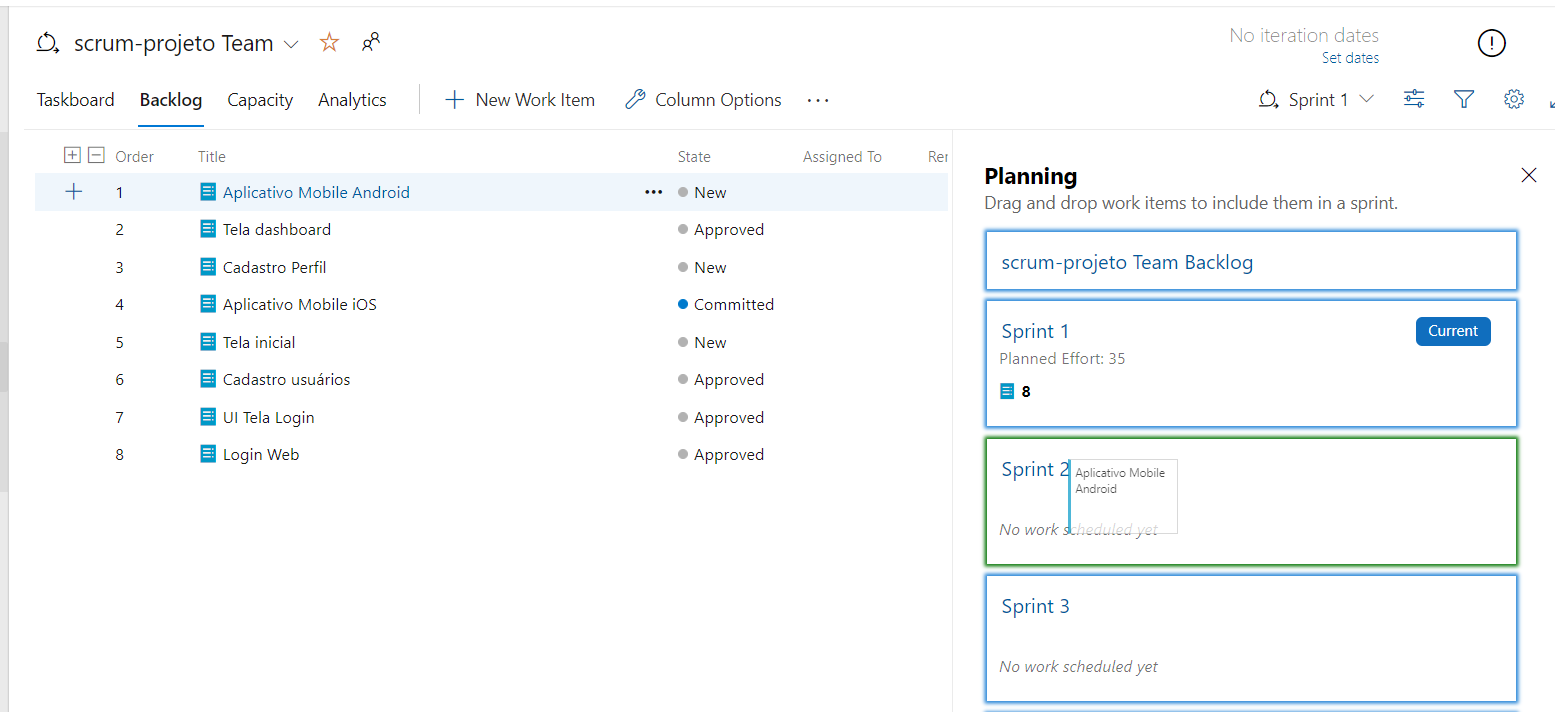 scrum-projeto Team
No iteration dates
Set dates
Taskboard Backlog Capacity Analytics New Work Item Column Options ... Sprint 1
Order Title State Assigned To Rer
1 Aplicativo Mobile Android ... New
2 Tela dashboard Approved
3 Cadastro Perfil New
4 Aplicativo Mobile iOS Committed
5 Tela inicial New
6 Cadastro usuários Approved
7 UI Tela Login Approved
8 Login Web Approved
Planning
Drag and drop work items to include them in a sprint.
scrum-projeto Team Backlog
Sprint 1 Current
Planned Effort: 35
8
Sprint 2
Aplicativo Mobile
Android
No work scheduled yet
Sprint 3
No work scheduled yet